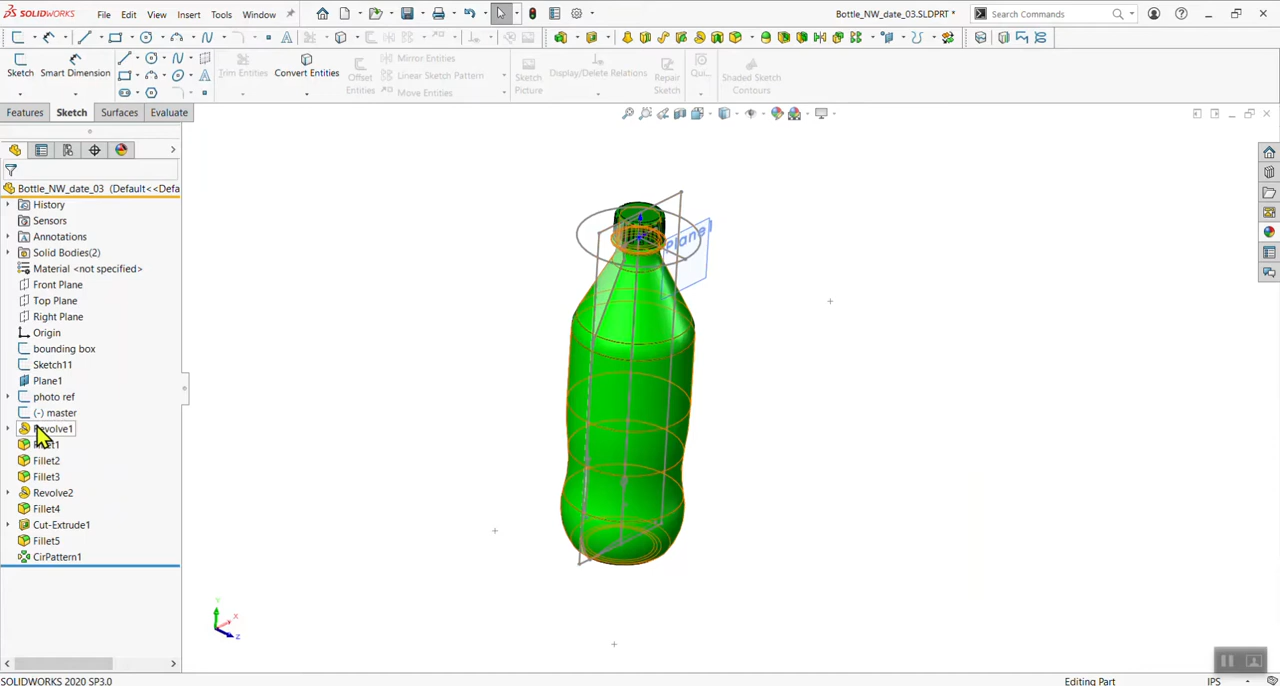 SOLIDWORKS File Edit View Insert Tools Window Bottle_NW_date_03.SLDPRT * Search Commands
Sketch Smart Dimension Trim Entities Convert Entities Offset Entities Mirror Entities Linear Sketch Pattern Move Entities Sketch Picture Display/Delete Relations Repair Sketch Qui... Shaded Sketch Contours
Features Sketch Surfaces Evaluate
Bottle_NW_date_03 (Default<<Defa
History
Sensors
Annotations
Solid Bodies(2)
Material <not specified>
Front Plane
Top Plane
Right Plane
Origin
bounding box
Sketch11
Plane1
photo ref
(-) master
Revolve1
Fillet1
Fillet2
Fillet3
Revolve2
Fillet4
Cut-Extrude1
Fillet5
CirPattern1
Plane1
Y
X
Z
SOLIDWORKS 2020 SP3.0 Editing Part IPS